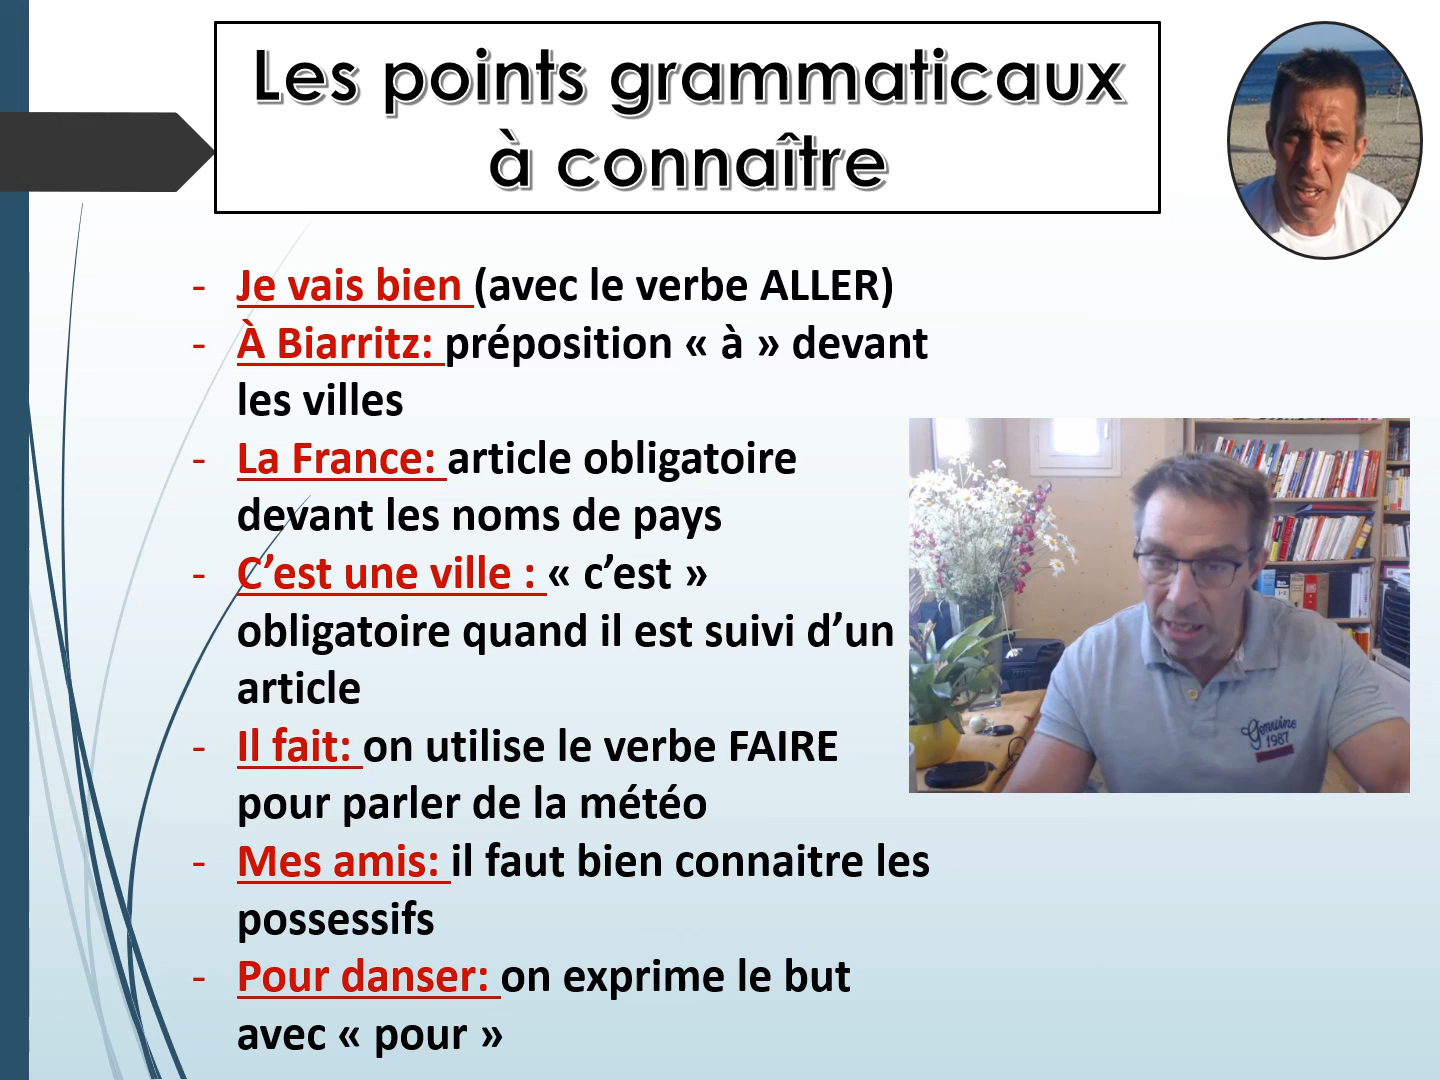 Les points grammaticaux
à connaître
- Je vais bien (avec le verbe ALLER)
- À Biarritz: préposition « à » devant
les villes
- La France: article obligatoire
devant les noms de pays
- C’est une ville : « c’est »
obligatoire quand il est suivi d’un
article
- Il fait: on utilise le verbe FAIRE
pour parler de la météo
- Mes amis: il faut bien connaitre les
possessifs
- Pour danser: on exprime le but
avec « pour »
Genuine
1987